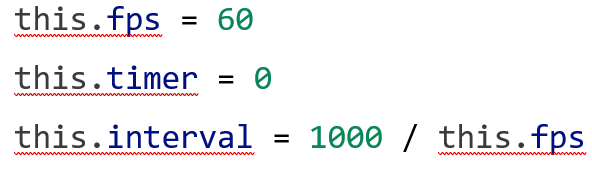 this.fps = 60
this.timer = 0
this.interval = 1000 / this.fps